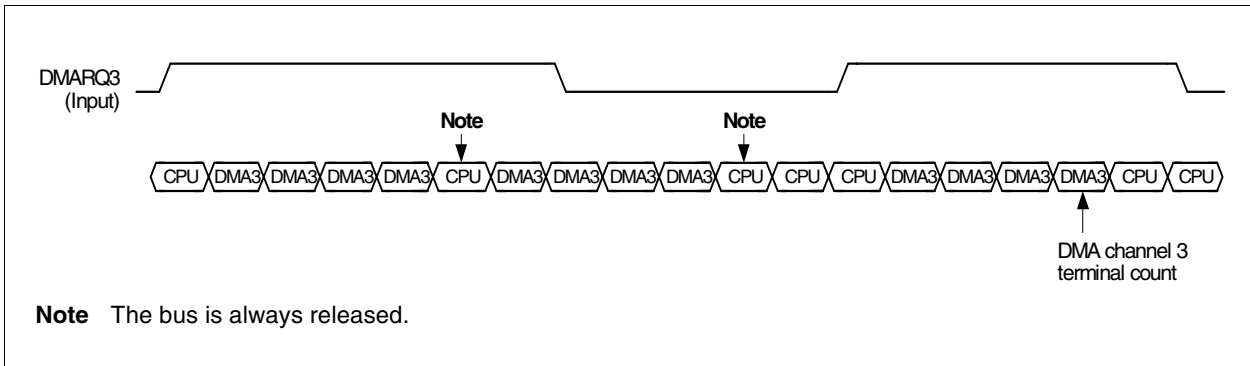 DMARQ3
(Input)
Note Note
CPU DMA3 DMA3 DMA3 DMA3 CPU DMA3 DMA3 DMA3 DMA3 CPU CPU CPU DMA3 DMA3 DMA3 DMA3 CPU CPU
DMA channel 3
terminal count
Note The bus is always released.